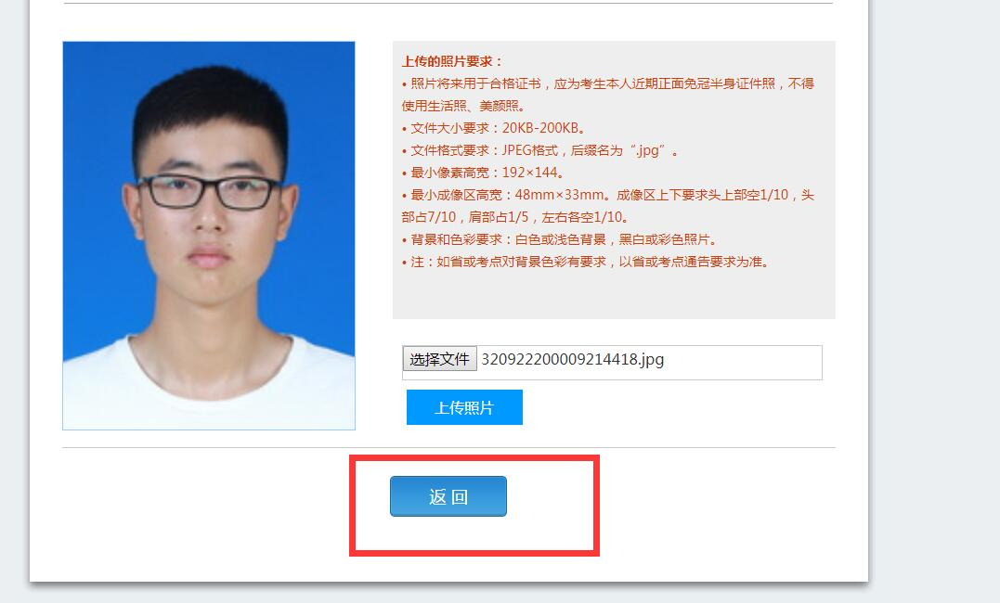 上传的照片要求：
• 照片将来用于合格证书，应为考生本人近期正面免冠半身证件照，不得
使用生活照、美颜照。
• 文件大小要求：20KB-200KB。
• 文件格式要求：JPEG格式，后缀名为“.jpg”。
• 最小像素高宽：192×144。
• 最小成像区高宽：48mm×33mm。成像区上下要求头上部空1/10，头
部占7/10，肩部占1/5，左右各空1/10。
• 背景和色彩要求：白色或浅色背景，黑白或彩色照片。
• 注：如省或考点对背景色彩有要求，以省或考点通告要求为准。
选择文件 320922200009214418.jpg
上传照片
返 回